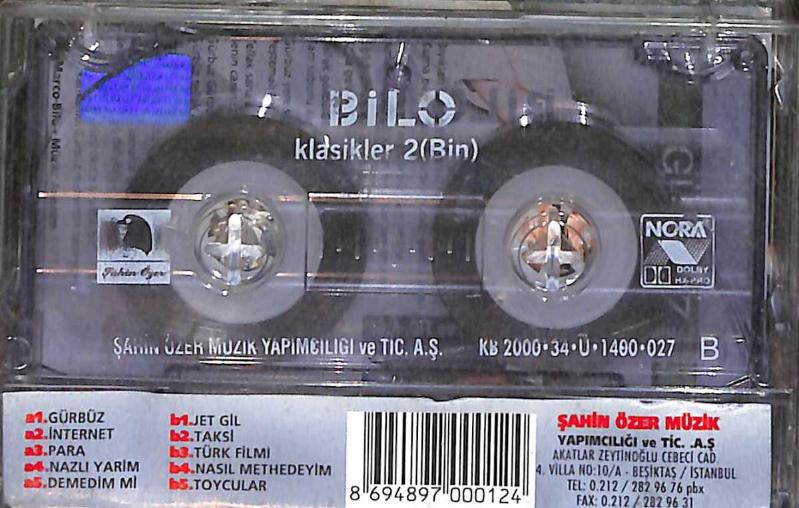 BiLO
klasikler 2(Bin)
Şahin Özer
NORA
DOLBY
HX-PRO
ŞAHİN ÖZER MÜZİK YAPIMCILIĞI ve TİC. A.Ş.
KB 2000·34·Ü·1400·027
B
a1.GÜRBÜZ
a2.İNTERNET
a3.PARA
a4.NAZLI YARİM
a5.DEMEDİM Mİ
b1.JET GİL
b2.TAKSİ
b3.TÜRK FİLMİ
b4.NASIL METHEDEYİM
b5.TOYCULAR
8 694897 000124
ŞAHİN ÖZER MÜZİK
YAPIMCILIĞI ve TİC. .A.Ş
AKATLAR ZEYTİNOĞLU CEBECİ CAD.
4. VILLA NO:10/A - BEŞİKTAŞ / İSTANBUL
TEL: 0.212 / 282 96 76 pbx
FAX: 0.212 / 282 96 31